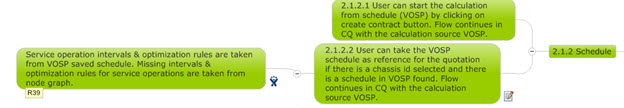 2.1.2.1 User can start the calculation
from schedule (VOSP) by clicking on
create contract button. Flow continues in
CQ with the calculation source VOSP.
2.1.2 Schedule
Service operation intervals & optimization rules are taken
from VOSP saved schedule. Missing intervals &
optimization rules for service operations are taken from
node graph.
R39
2.1.2.2 User can take the VOSP
schedule as reference for the quotation
if there is a chassis id selected and there
is a schedule in VOSP found. Flow
continues in CQ with the calculation
source VOSP.